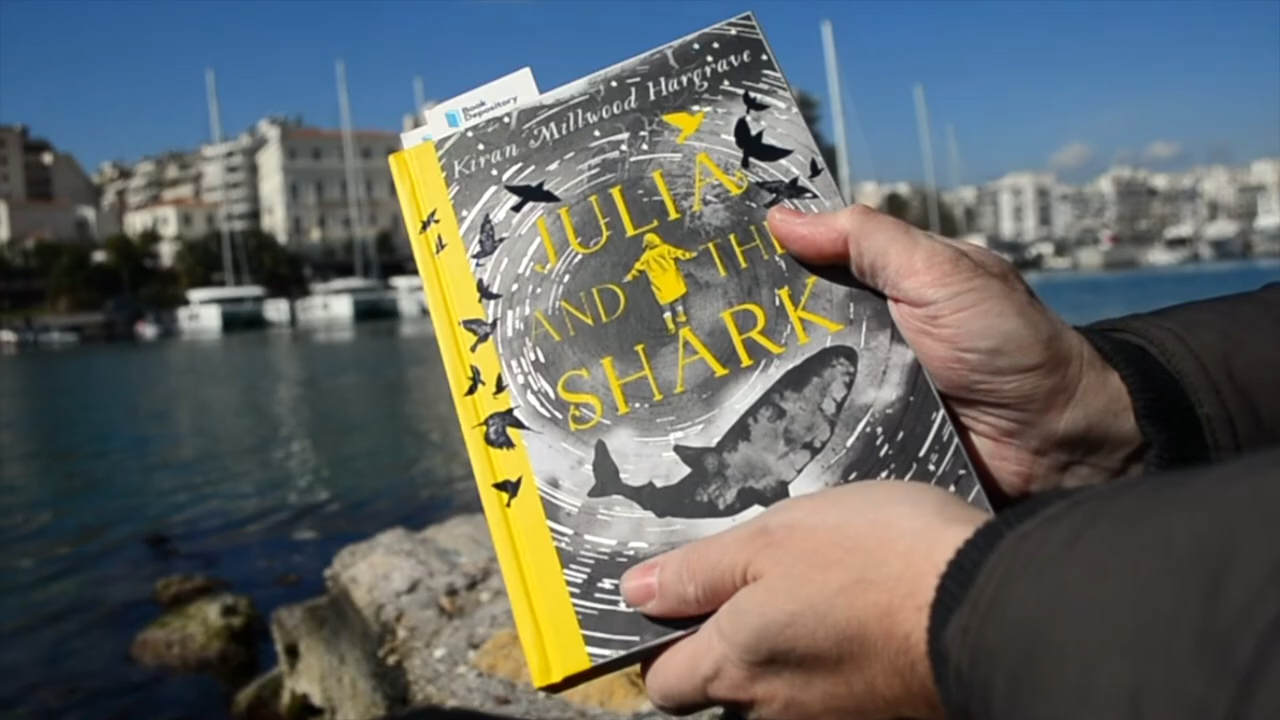 Book
Depository
Kiran Millwood Hargrave
JULIA
AND THE
SHARK